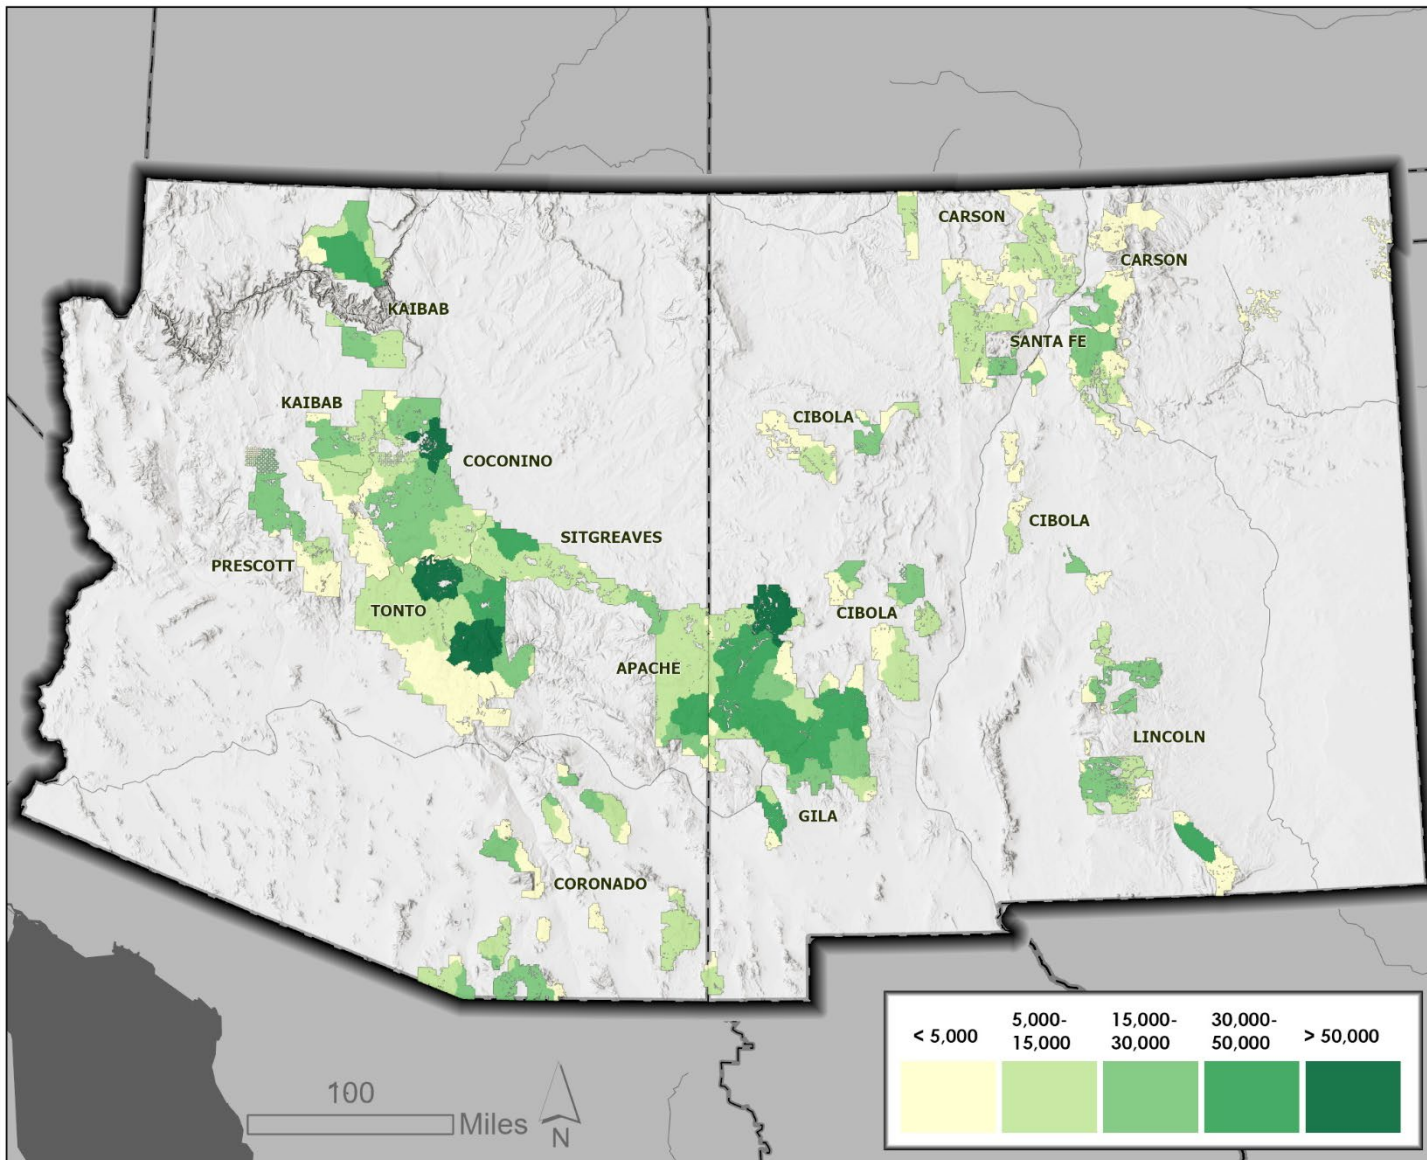 CARSON
CARSON
KAIBAB
SANTA FE
KAIBAB
CIBOLA
COCONINO
CIBOLA
SITGREAVES
PRESCOTT
TONTO
CIBOLA
APACHE
LINCOLN
GILA
CORONADO
< 5,000
5,000-
15,000
15,000-
30,000
30,000-
50,000
> 50,000
100
Miles
N